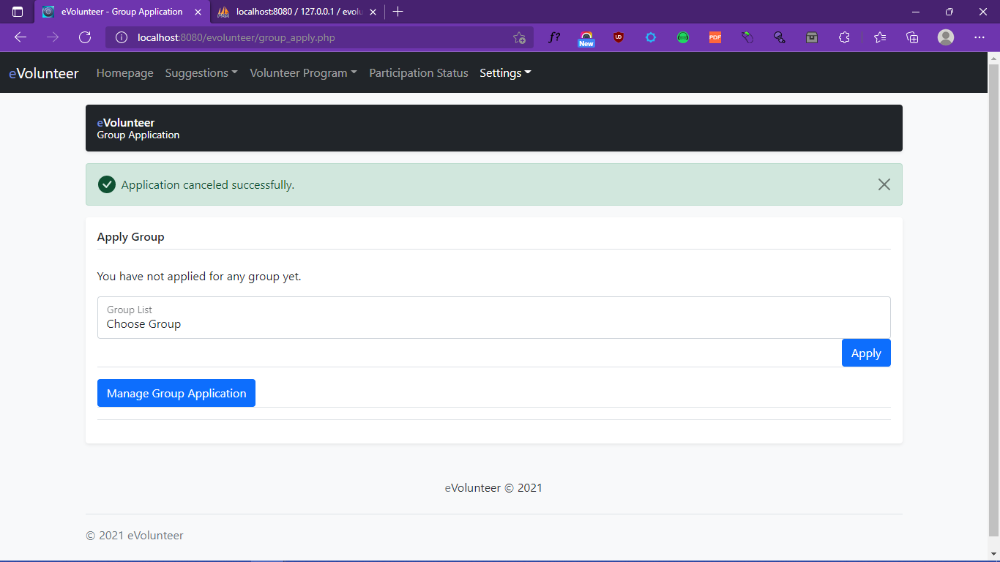 eVolunteer - Group Application
localhost:8080 / 127.0.0.1 / evolu
localhost:8080/evolunteer/group_apply.php
f?
New
UD
PDF
eVolunteer Homepage Suggestions Volunteer Program Participation Status Settings
eVolunteer
Group Application
Application canceled successfully.
Apply Group
You have not applied for any group yet.
Group List
Choose Group
Apply
Manage Group Application
eVolunteer © 2021
© 2021 eVolunteer